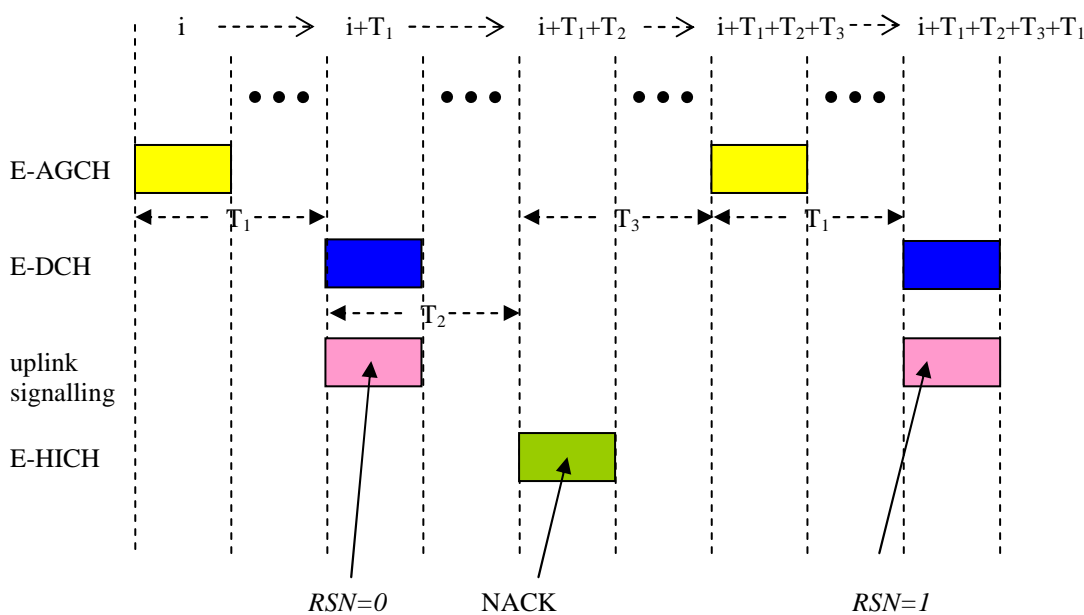 i i+T₁ i+T₁+T₂ i+T₁+T₂+T₃ i+T₁+T₂+T₃+T₁
E-AGCH
T₁ T₃ T₁
E-DCH
T₂
uplink
signalling
E-HICH
RSN=0 NACK RSN=1